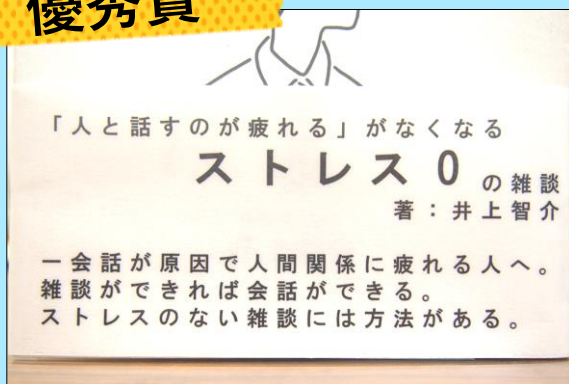 優秀賞
「人と話すのが疲れる」がなくなる
ストレス0の雑談
著:井上智介
ー会話が原因で人間関係に疲れる人へ。
雑談ができれば会話ができる。
ストレスのない雑談には方法がある。